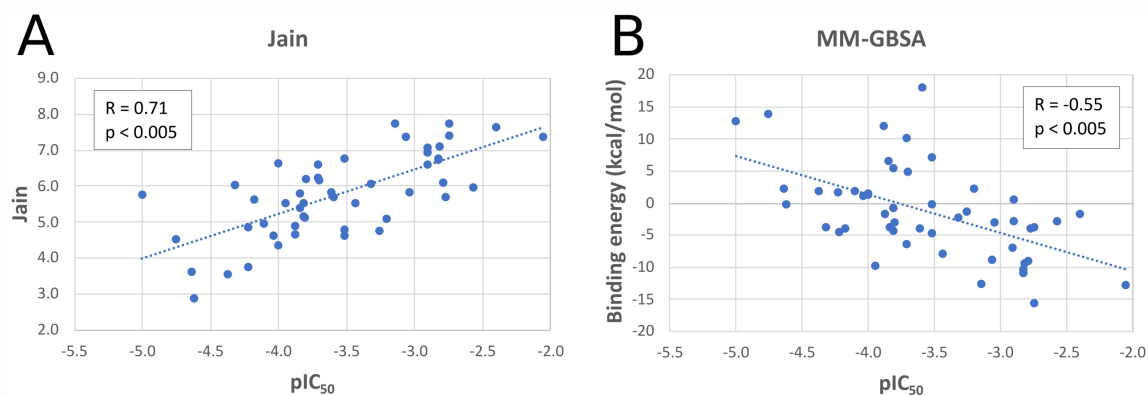 A
Jain
9.0
8.0
7.0
6.0
5.0
4.0
3.0
2.0
Jain
R = 0.71
p < 0.005
-5.5 -5.0 -4.5 -4.0 -3.5 -3.0 -2.5 -2.0
pIC50
B
MM-GBSA
20
15
10
5
0
-5
-10
-15
-20
Binding energy (kcal/mol)
R = -0.55
p < 0.005
-5.5 -5.0 -4.5 -4.0 -3.5 -3.0 -2.5 -2.0
pIC50